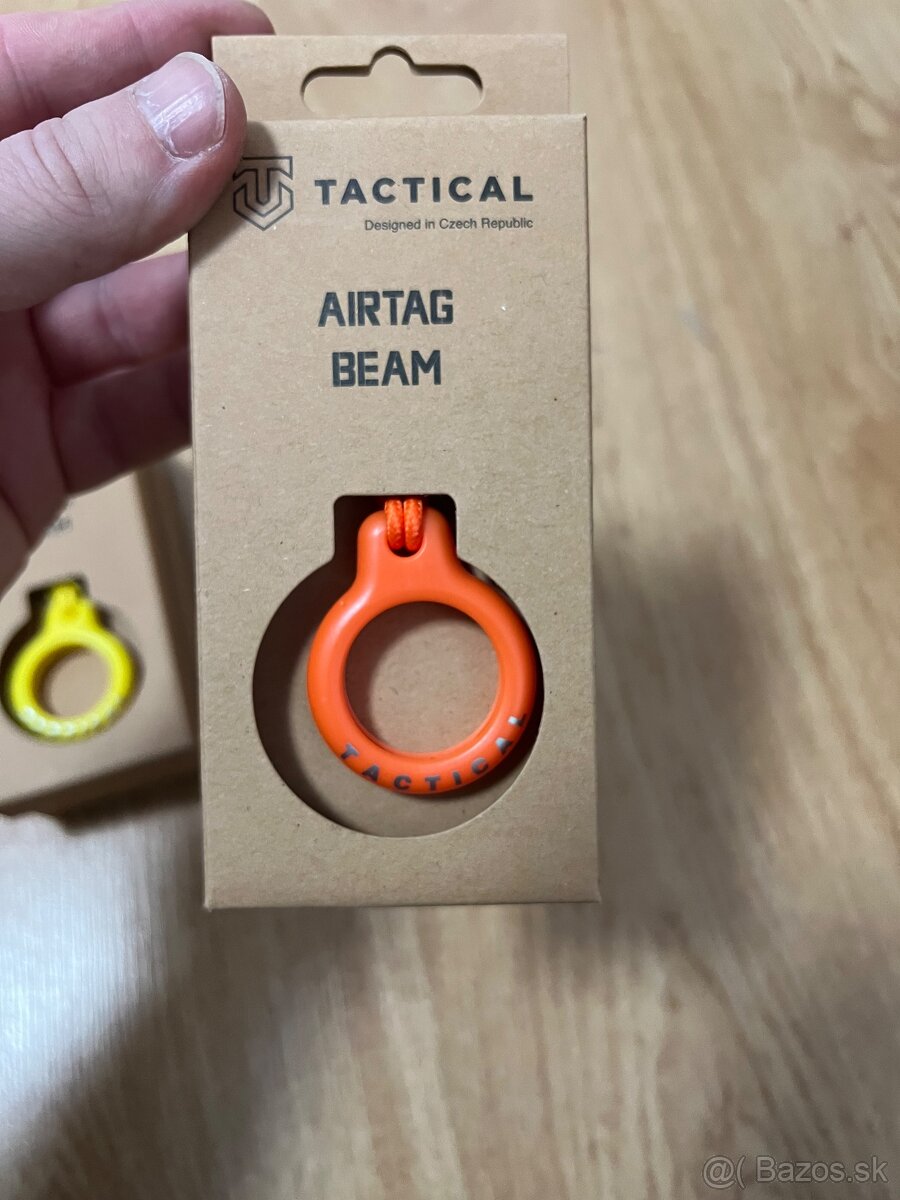 TACTICAL
Designed in Czech Republic
AIRTAG
BEAM
TACTICAL
@( Bazos.sk